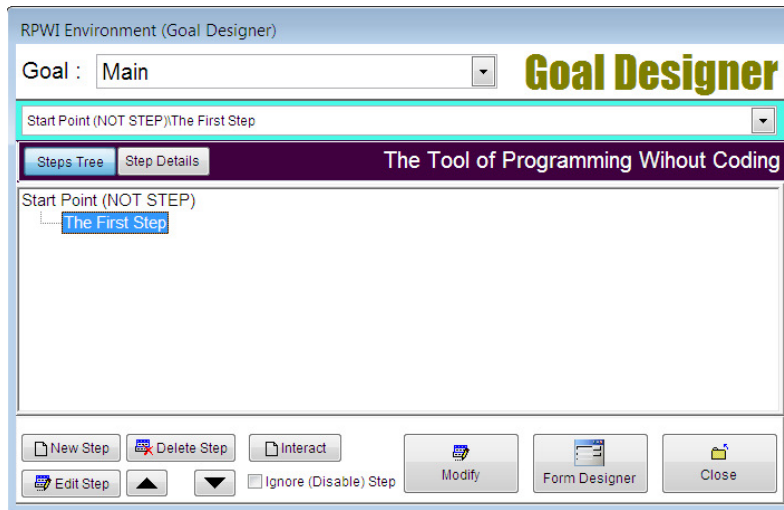 RPWI Environment (Goal Designer)
Goal : Main Goal Designer
Start Point (NOT STEP)\The First Step
Steps Tree Step Details The Tool of Programming Wihout Coding
Start Point (NOT STEP)
The First Step
New Step Delete Step Interact
Edit Step Ignore (Disable) Step Modify Form Designer Close